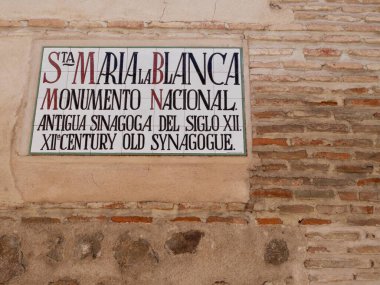 STA MARIA LA BLANCA
MONUMENTO NACIONAL.
ANTIGUA SINAGOGA DEL SIGLO XII.
XIIth CENTURY OLD SYNAGOGUE.